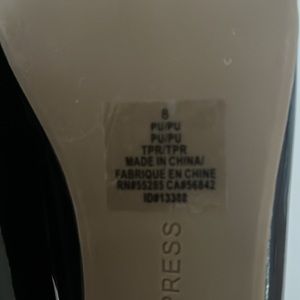 8
PU/PU
PU/PU
TPR/TPR
MADE IN CHINA/
FABRIQUE EN CHINE
RN#55285 CA#56842
ID#13388
PRESS